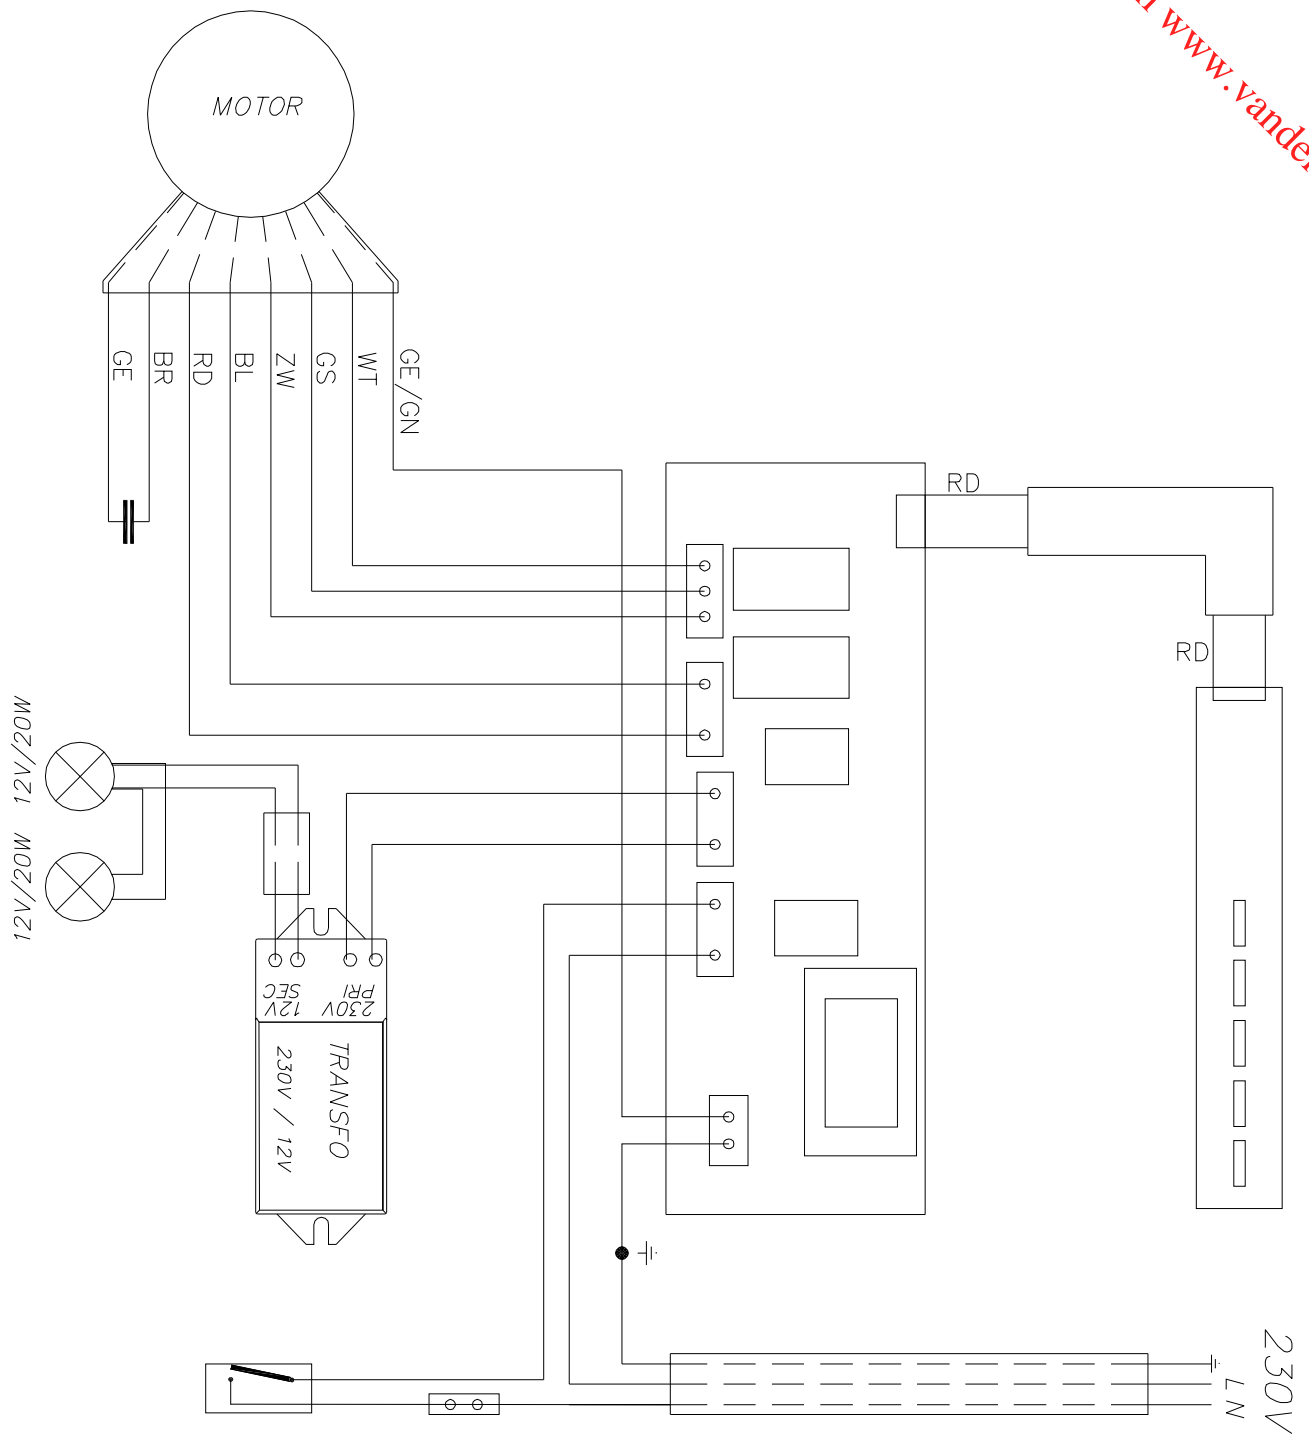 www.vande
MOTOR
GE
BR
RD
BL
ZW
GS
WT
GE/GN
RD
RD
12V/20W
12V/20W
SEC
12V
PRI
230V
TRANSFO
230V / 12V
230V
L
N